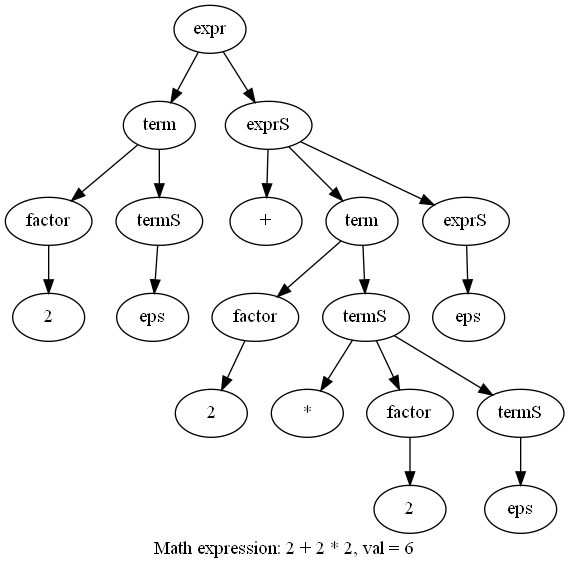 expr
term exprS
factor termS + term exprS
2 eps factor termS eps
2 * factor termS
2 eps
Math expression: 2 + 2 * 2, val = 6